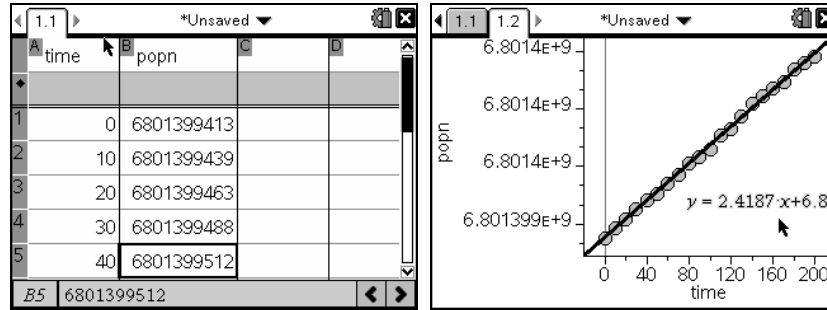 1.1 *Unsaved
A time B popn C D
1 0 6801399413
2 10 6801399439
3 20 6801399463
4 30 6801399488
5 40 6801399512
B5 6801399512
1.1 1.2 *Unsaved
6.8014E+9
6.8014E+9
6.8014E+9
6.801399E+9
popn
y = 2.4187·x+6.8
0 40 80 120 160 200
time